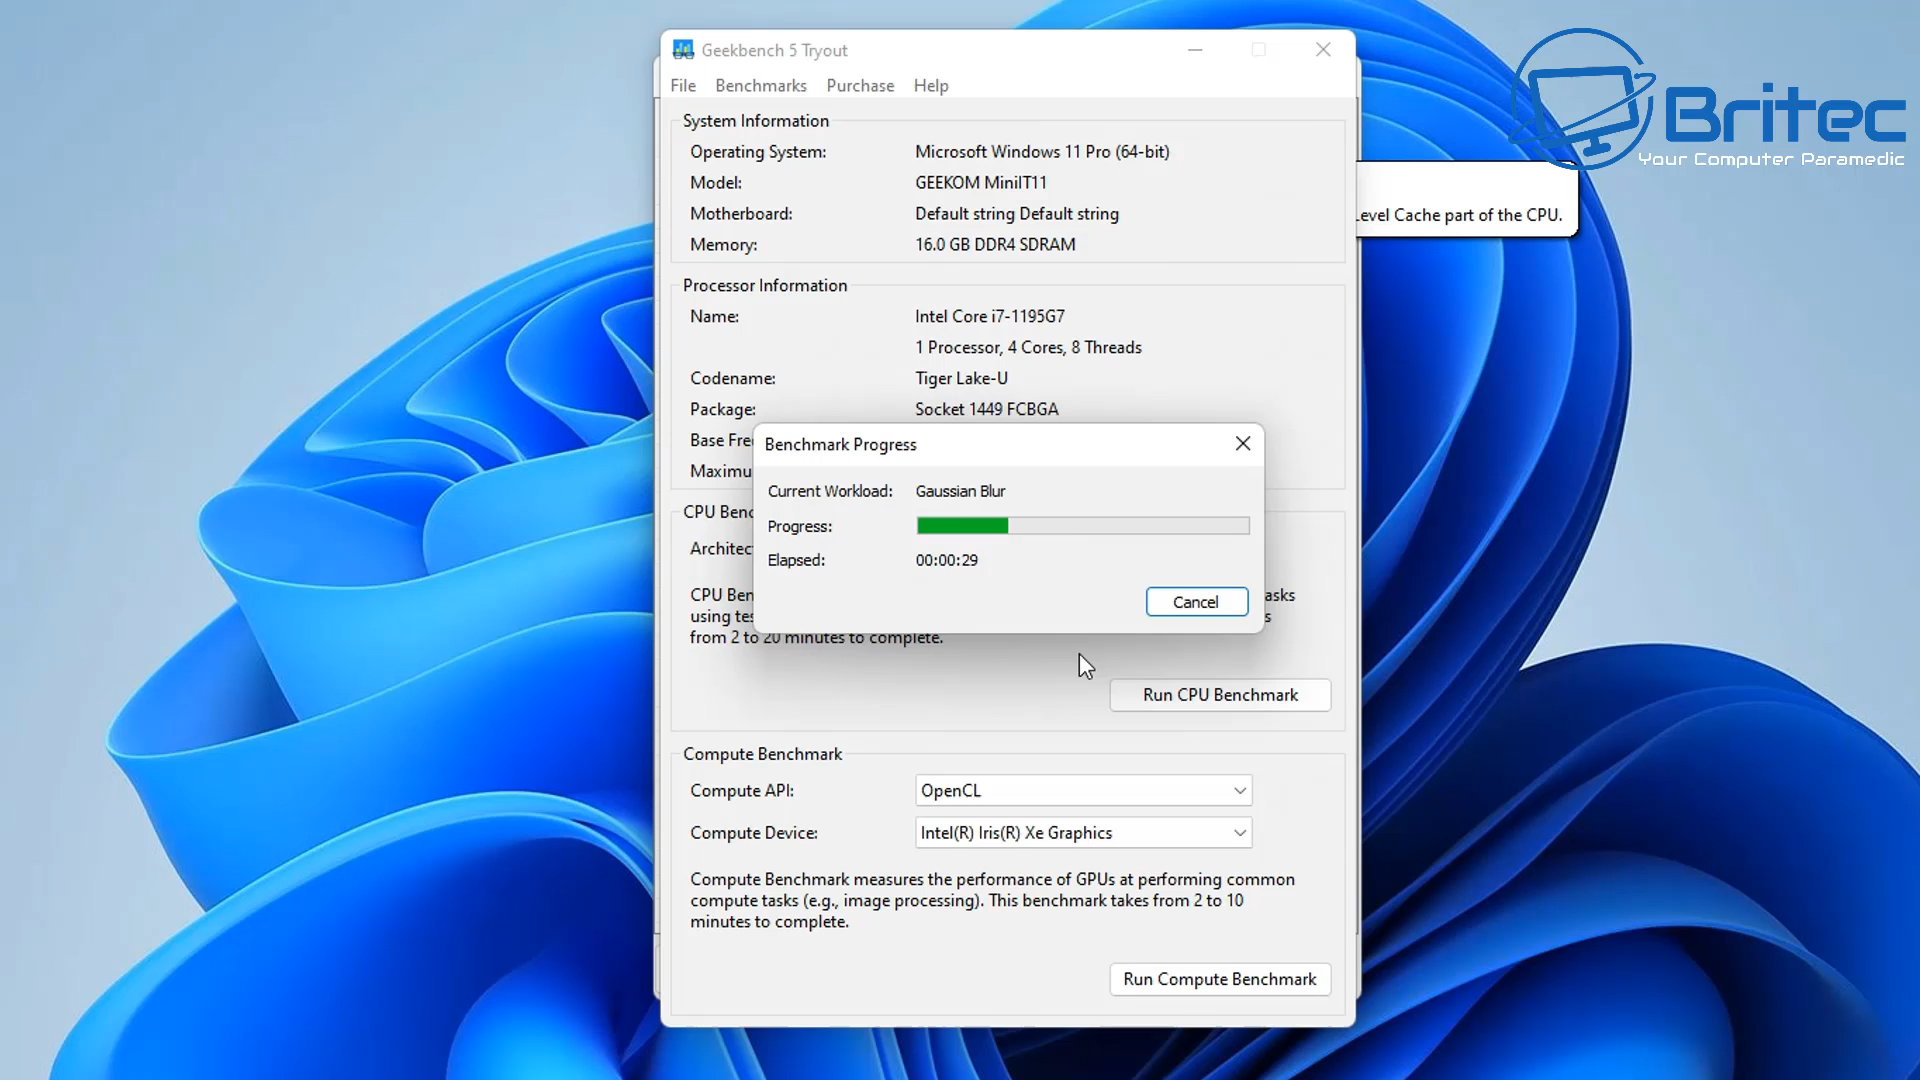 Geekbench 5 Tryout
File Benchmarks Purchase Help
System Information
Operating System: Microsoft Windows 11 Pro (64-bit)
Model: GEEKOM MiniIT11
Motherboard: Default string Default string
Memory: 16.0 GB DDR4 SDRAM
Processor Information
Name: Intel Core i7-1195G7
1 Processor, 4 Cores, 8 Threads
Codename: Tiger Lake-U
Package: Socket 1449 FCBGA
Base Fre
Maximu
Benchmark Progress
Current Workload: Gaussian Blur
Progress:
Elapsed: 00:00:29
Cancel
CPU Benc
Architec
CPU Ben asks
using tes s
from 2 to 20 minutes to complete.
Run CPU Benchmark
Compute Benchmark
Compute API: OpenCL
Compute Device: Intel(R) Iris(R) Xe Graphics
Compute Benchmark measures the performance of GPUs at performing common
compute tasks (e.g., image processing). This benchmark takes from 2 to 10
minutes to complete.
Run Compute Benchmark
Level Cache part of the CPU.
Britec
Your Computer Paramedic